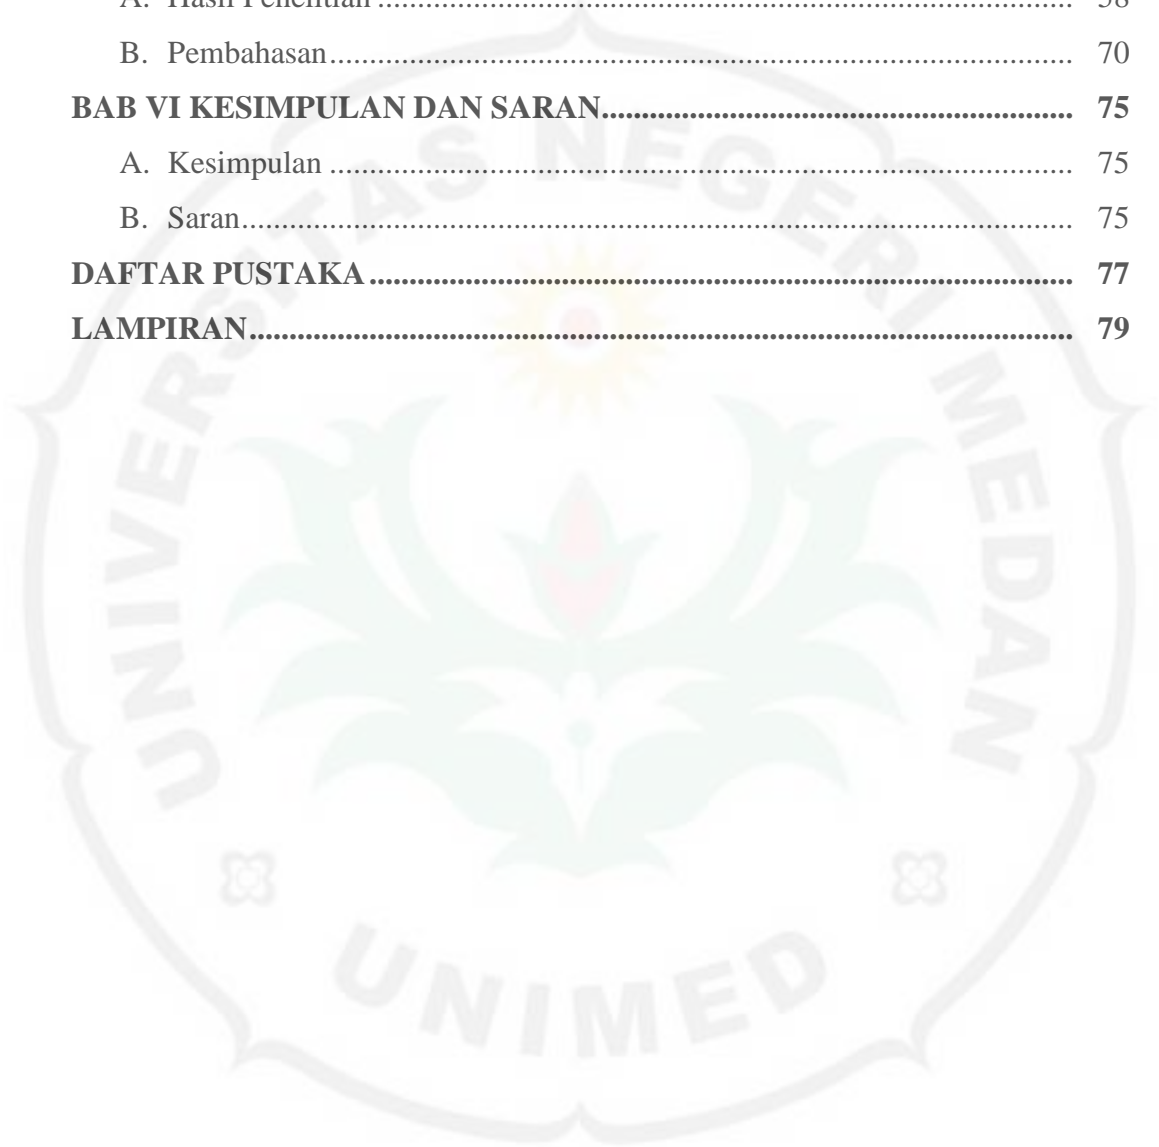 B. Pembahasan.......... 70
BAB VI KESIMPULAN DAN SARAN.......... 75
A. Kesimpulan .......... 75
B. Saran.......... 75
DAFTAR PUSTAKA .......... 77
LAMPIRAN.......... 79
UNIVERSITAS NEGERI MEDAN
UNIMED